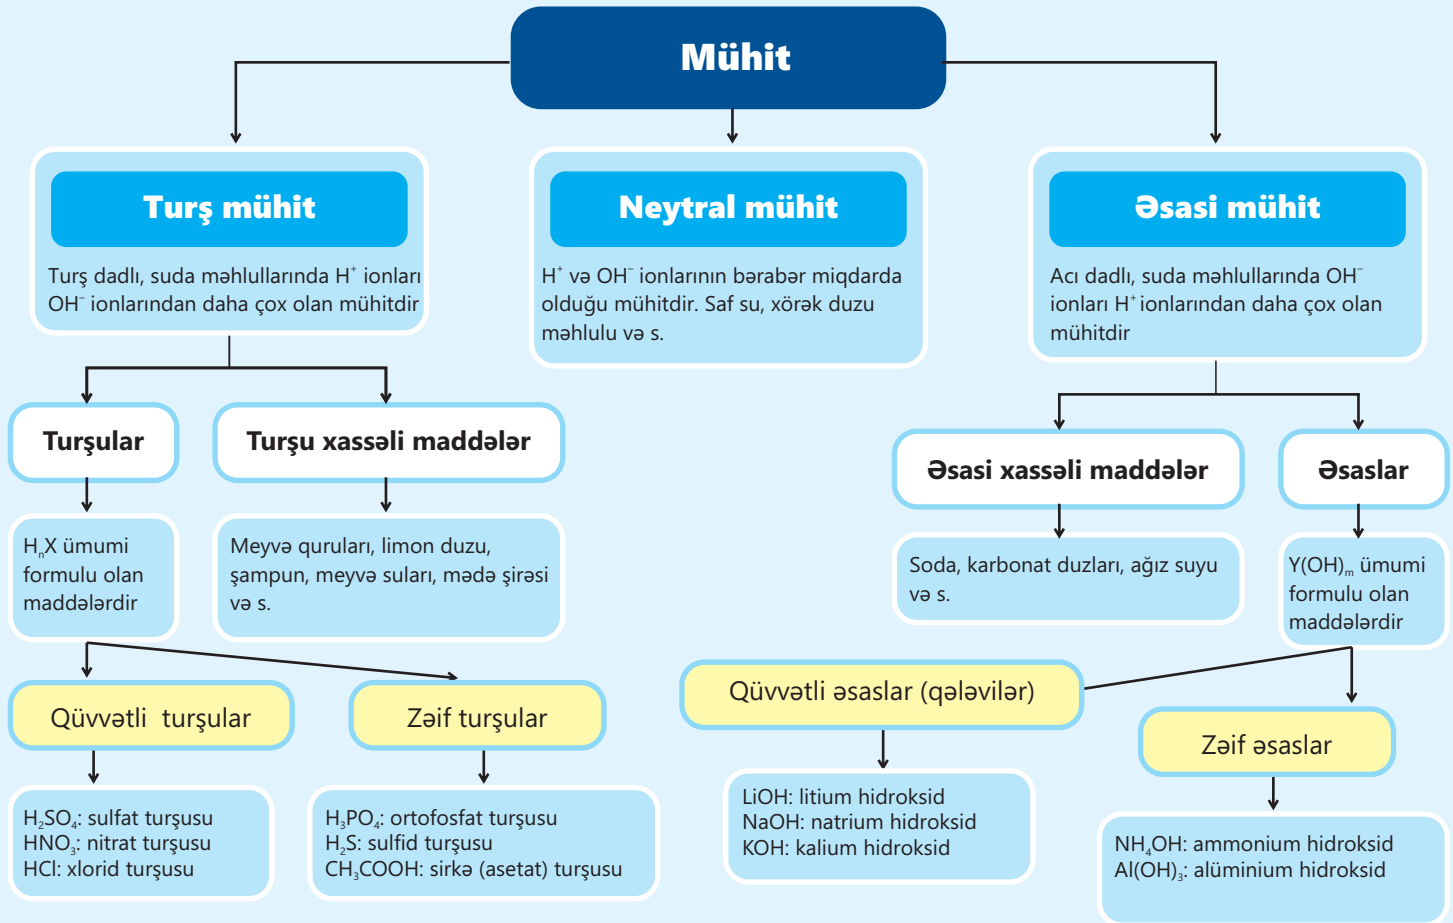 Mühit
Turş mühit
Turş dadlı, suda məhlullarında H⁺ ionları
OH⁻ ionlarından daha çox olan mühitdir
Neytral mühit
H⁺ və OH⁻ ionlarının bərabər miqdarda
olduğu mühitdir. Saf su, xörək duzu
məhlulu və s.
Əsasi mühit
Acı dadlı, suda məhlullarında OH⁻
ionları H⁺ ionlarından daha çox olan
mühitdir
Turşular
Turşu xassəli maddələr
Əsasi xassəli maddələr
Əsaslar
HₙX ümumi
formulu olan
maddələrdir
Meyvə quruları, limon duzu,
şampun, meyvə suları, mədə şirəsi
və s.
Soda, karbonat duzları, ağız suyu
və s.
Y(OH)ₘ ümumi
formulu olan
maddələrdir
Qüvvətli turşular
Zəif turşular
Qüvvətli əsaslar (qələvilər)
Zəif əsaslar
H₂SO₄: sulfat turşusu
HNO₃: nitrat turşusu
HCl: xlorid turşusu
H₃PO₄: ortofosfat turşusu
H₂S: sulfid turşusu
CH₃COOH: sirkə (asetat) turşusu
LiOH: litium hidroksid
NaOH: natrium hidroksid
KOH: kalium hidroksid
NH₄OH: ammonium hidroksid
Al(OH)₃: alüminium hidroksid